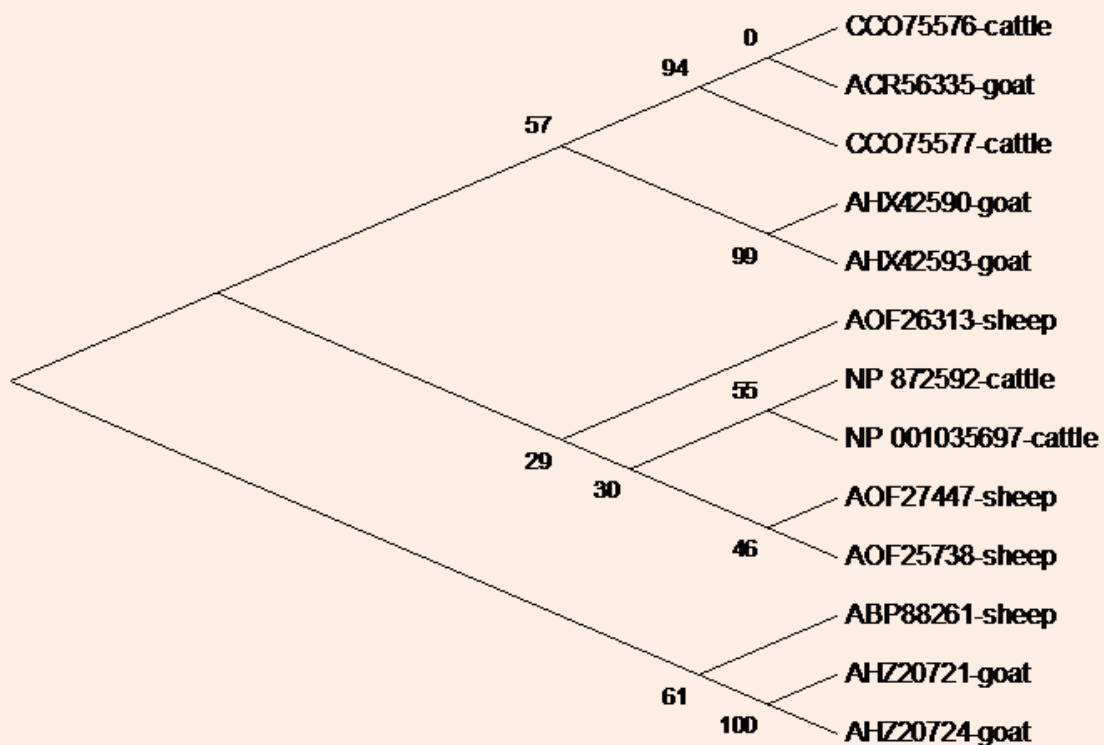 0
CCO75576-cattle
94
ACR56335-goat
57
CCO75577-cattle
AHX42590-goat
99
AHX42593-goat
AOF26313-sheep
55
NP 872592-cattle
NP 001035697-cattle
29
30
AOF27447-sheep
46
AOF25738-sheep
ABP88261-sheep
61
AHZ20721-goat
100
AHZ20724-goat